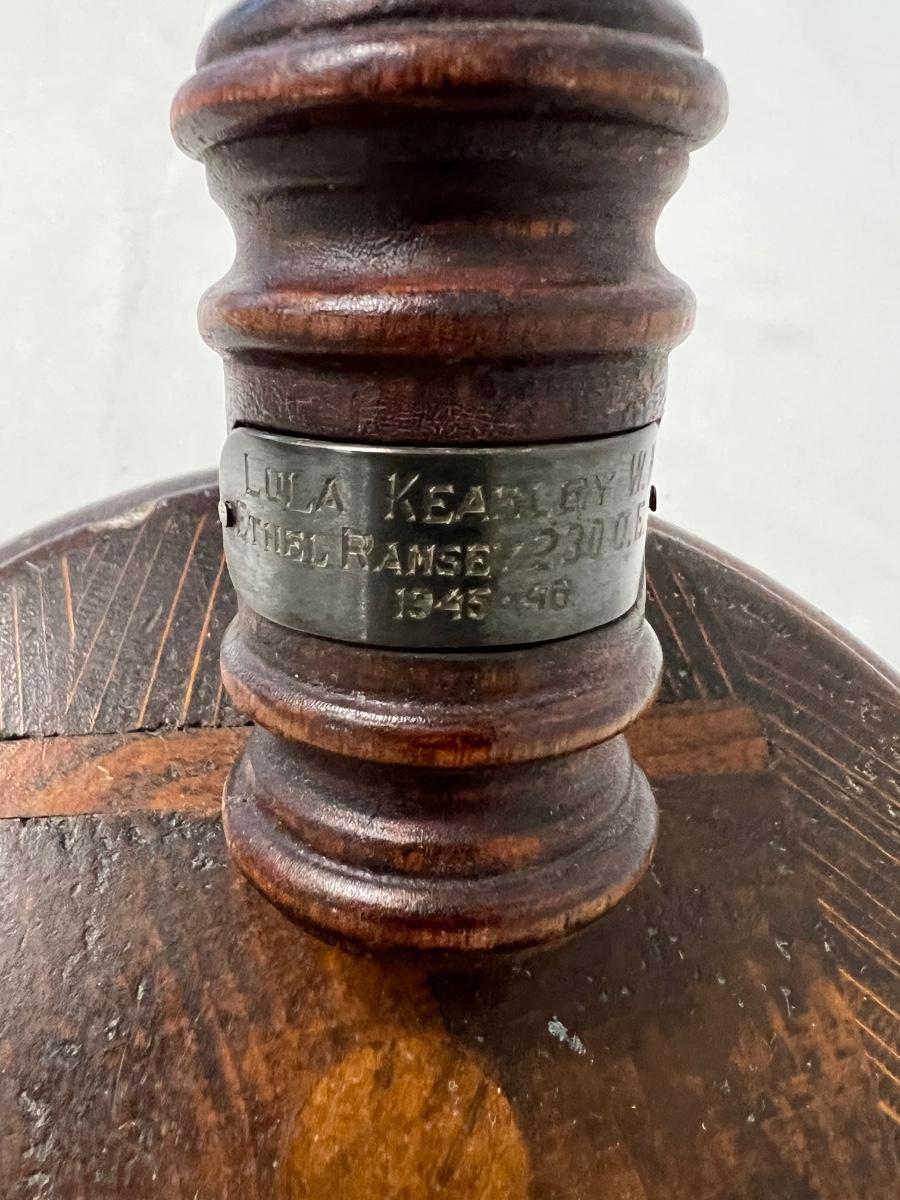 LULA KEARLEY W.
ETHEL RAMSEY 230 O.E.
1945-46